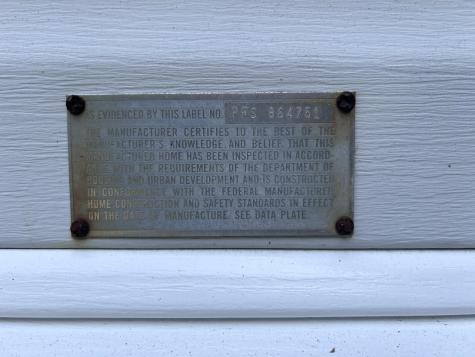 AS EVIDENCED BY THIS LABEL NO. PFS 864761
THE MANUFACTURER CERTIFIES TO THE BEST OF THE
MANUFACTURER'S KNOWLEDGE AND BELIEF THAT THIS
MANUFACTURED HOME HAS BEEN INSPECTED IN ACCORD-
ANCE WITH THE REQUIREMENTS OF THE DEPARTMENT OF
HOUSING AND URBAN DEVELOPMENT AND IS CONSTRUCTED
IN CONFORMANCE WITH THE FEDERAL MANUFACTURED
HOME CONSTRUCTION AND SAFETY STANDARDS IN EFFECT
ON THE DATE OF MANUFACTURE. SEE DATA PLATE.